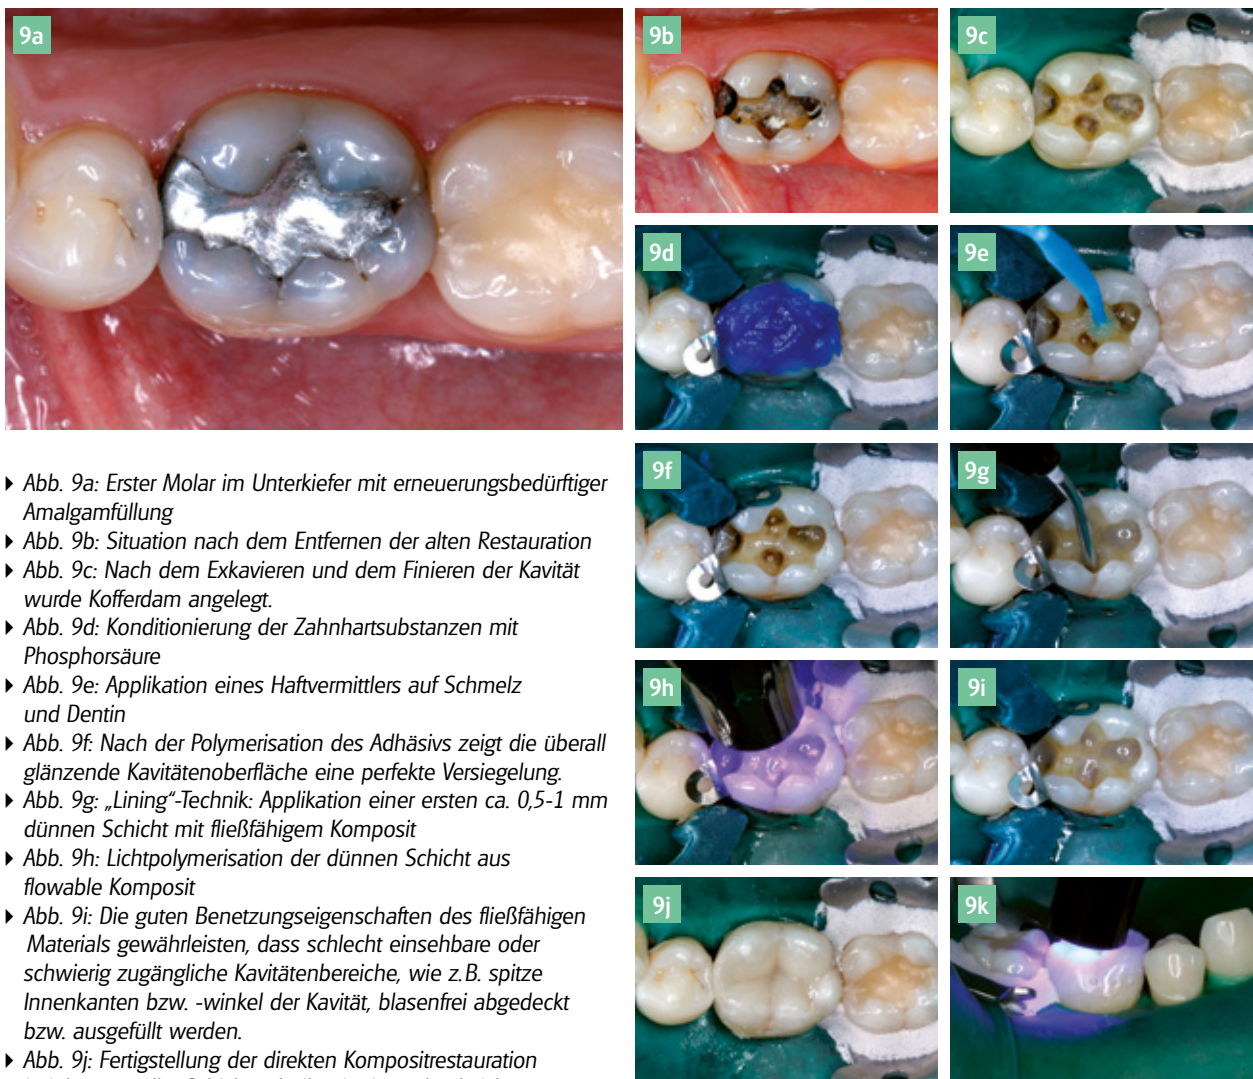 9a
9b
9c
9d
9e
9f
9g
9h
9i
9j
9k
▸ Abb. 9a: Erster Molar im Unterkiefer mit erneuerungsbedürftiger
Amalgamfüllung
▸ Abb. 9b: Situation nach dem Entfernen der alten Restauration
▸ Abb. 9c: Nach dem Exkavieren und dem Finieren der Kavität
wurde Kofferdam angelegt.
▸ Abb. 9d: Konditionierung der Zahnhartsubstanzen mit
Phosphorsäure
▸ Abb. 9e: Applikation eines Haftvermittlers auf Schmelz
und Dentin
▸ Abb. 9f: Nach der Polymerisation des Adhäsivs zeigt die überall
glänzende Kavitätenoberfläche eine perfekte Versiegelung.
▸ Abb. 9g: „Lining“-Technik: Applikation einer ersten ca. 0,5-1 mm
dünnen Schicht mit fließfähigem Komposit
▸ Abb. 9h: Lichtpolymerisation der dünnen Schicht aus
flowable Komposit
▸ Abb. 9i: Die guten Benetzungseigenschaften des fließfähigen
Materials gewährleisten, dass schlecht einsehbare oder
schwierig zugängliche Kavitätenbereiche, wie z.B. spitze
Innenkanten bzw. -winkel der Kavität, blasenfrei abgedeckt
bzw. ausgefüllt werden.
▸ Abb. 9j: Fertigstellung der direkten Kompositrestauration